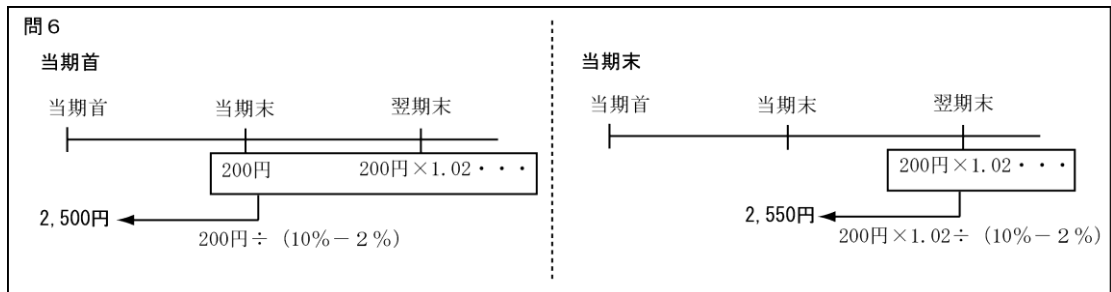 問６
当期首
当期首 当期末 翌期末
200円 200円×1.02・・・
2,500円
200円÷（10％－２％）
当期末
当期首 当期末 翌期末
200円×1.02・・・
2,550円
200円×1.02÷（10％－２％）